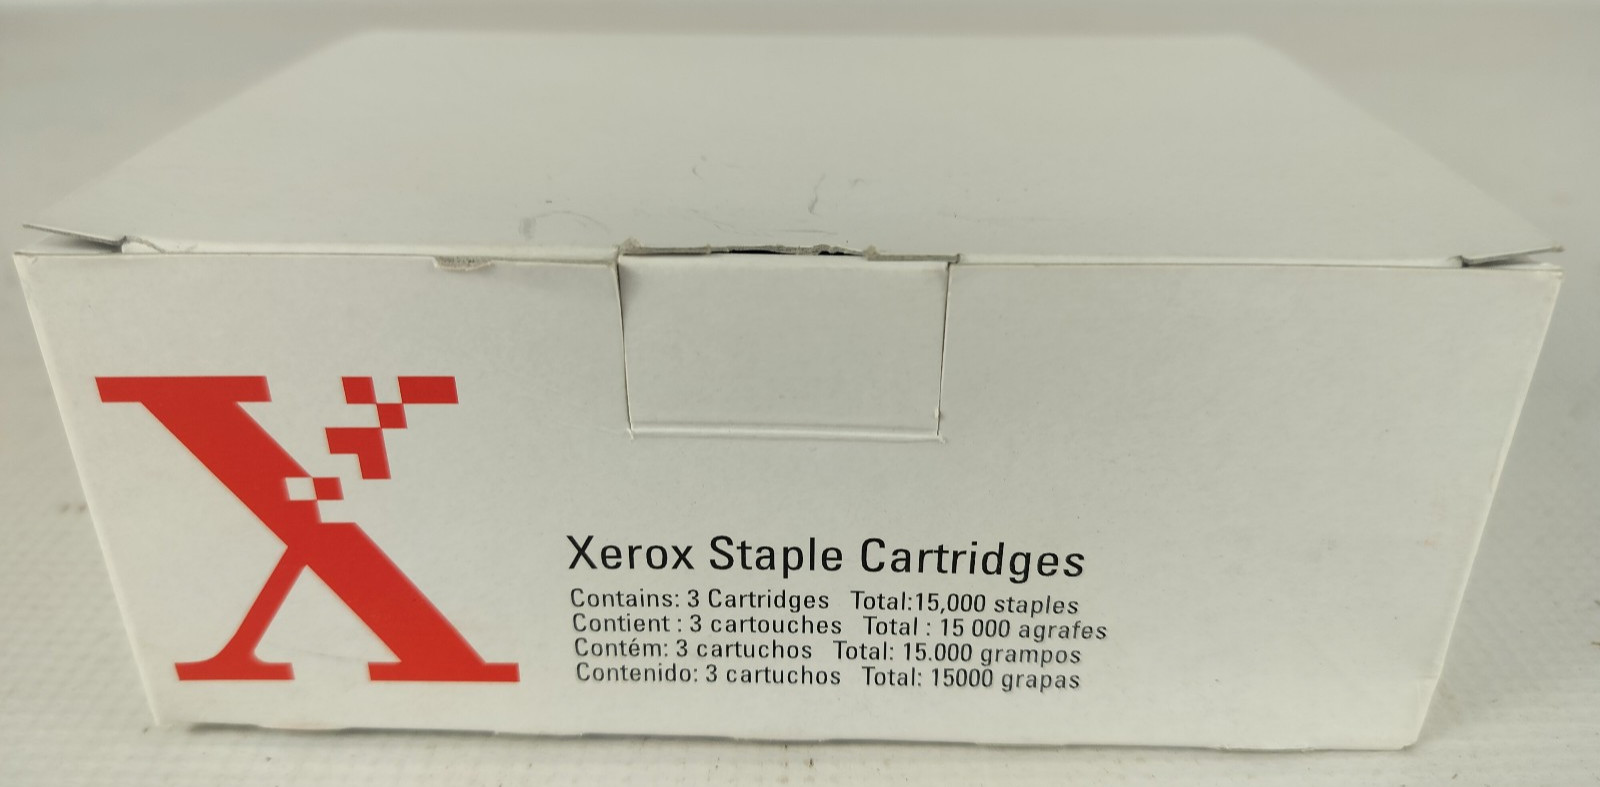 Xerox Staple Cartridges
Contains: 3 Cartridges Total:15,000 staples
Contient : 3 cartouches Total : 15 000 agrafes
Contém: 3 cartuchos Total: 15.000 grampos
Contenido: 3 cartuchos Total: 15000 grapas